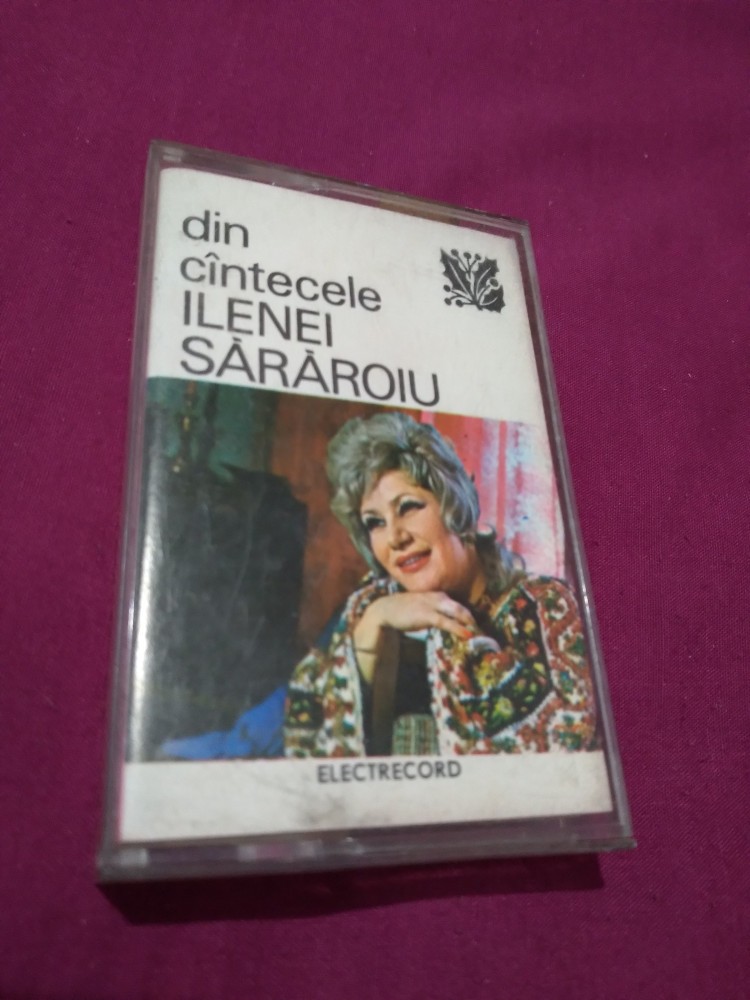 din
cîntecele
ILENEI
SĂRĂROIU
ELECTRECORD